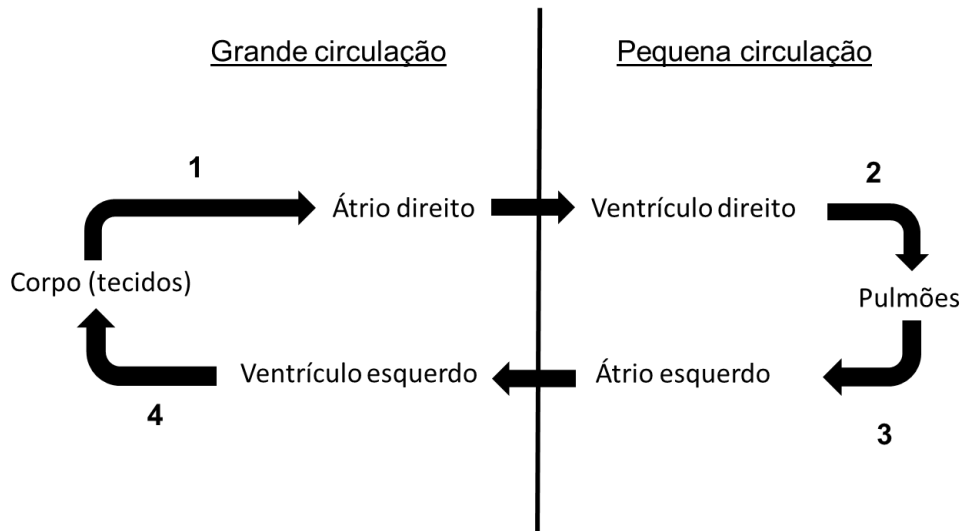 Grande circulação
Pequena circulação
1
2
Átrio direito
Ventrículo direito
Corpo (tecidos)
Pulmões
Ventrículo esquerdo
Átrio esquerdo
4
3